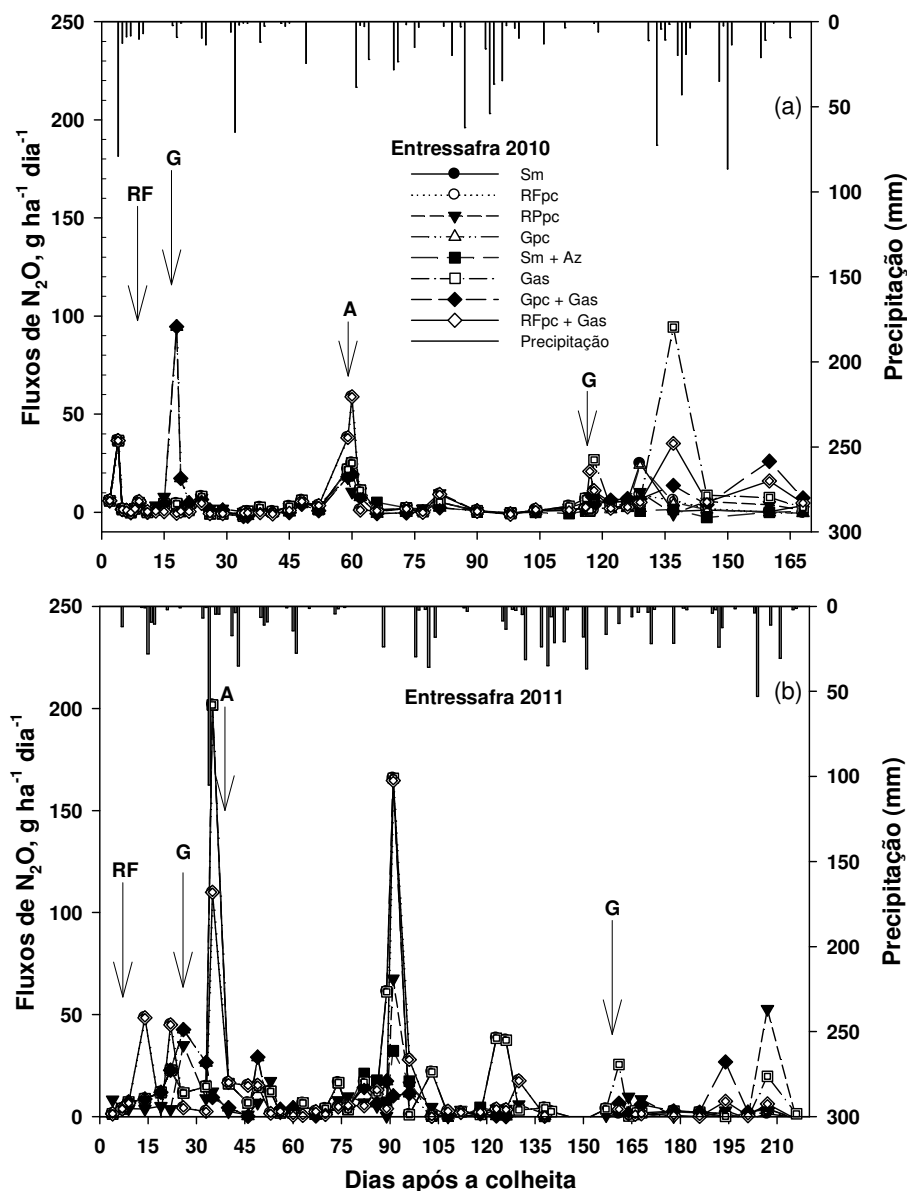 0
50
100
150
200
250
300
Precipitação (mm)
250
200
150
100
50
0
Fluxos de N₂O, g ha⁻¹ dia⁻¹
(a)
RF
G
A
G
Entressafra 2010
Sm
RFpc
RPpc
Gpc
Sm + Az
Gas
Gpc + Gas
RFpc + Gas
Precipitação
0 15 30 45 60 75 90 105 120 135 150 165
250
200
150
100
50
0
Fluxos de N₂O, g ha⁻¹ dia⁻¹
0
50
100
150
200
250
300
Precipitação (mm)
(b)
Entressafra 2011
RF
G
A
G
0 15 30 45 60 75 90 105 120 135 150 165 180 195 210
Dias após a colheita